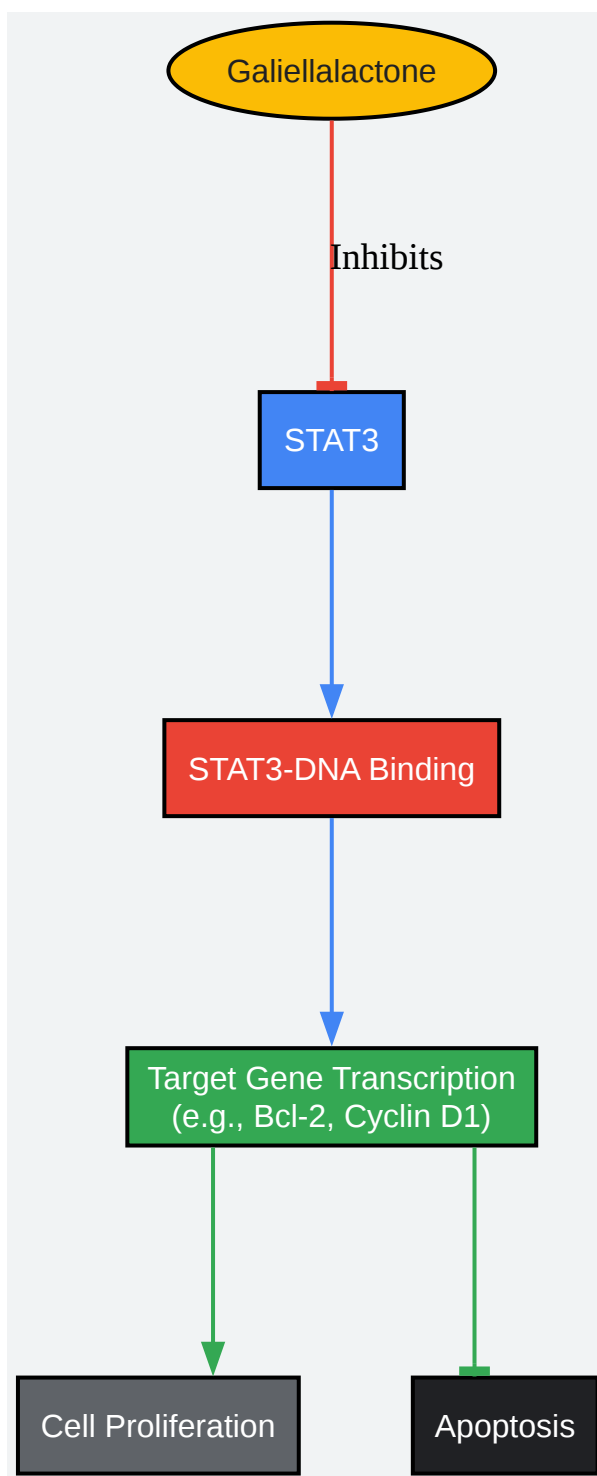 Galiellalactone
Inhibits
STAT3
STAT3-DNA Binding
Target Gene Transcription
(e.g., Bcl-2, Cyclin D1)
Cell Proliferation
Apoptosis